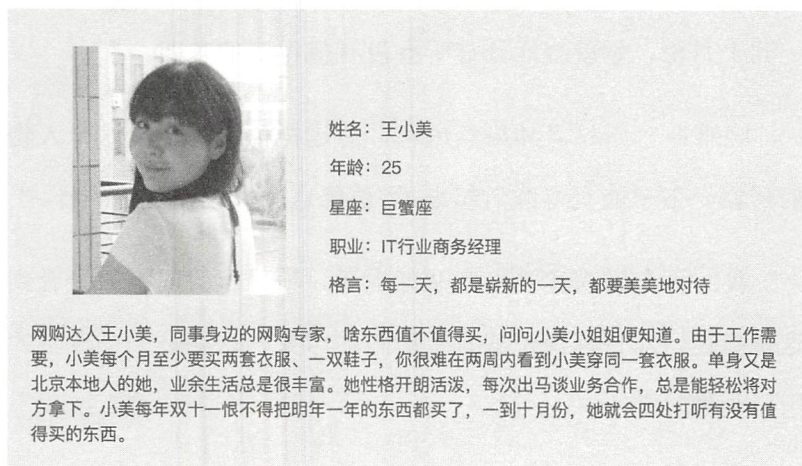 姓名：王小美
年龄：25
星座：巨蟹座
职业：IT行业商务经理
格言：每一天，都是崭新的一天，都要美美地对待
网购达人王小美，同事身边的网购专家，啥东西值不值得买，问问小美小姐姐便知道。由于工作需
要，小美每个月至少要买两套衣服、一双鞋子，你很难在两周内看到小美穿同一套衣服。单身又是
北京本地人的她，业余生活总是很丰富。她性格开朗活泼，每次出马谈业务合作，总是能轻松将对
方拿下。小美每年双十一恨不得把明年一年的东西都买了，一到十月份，她就会四处打听有没有值
得买的东西。